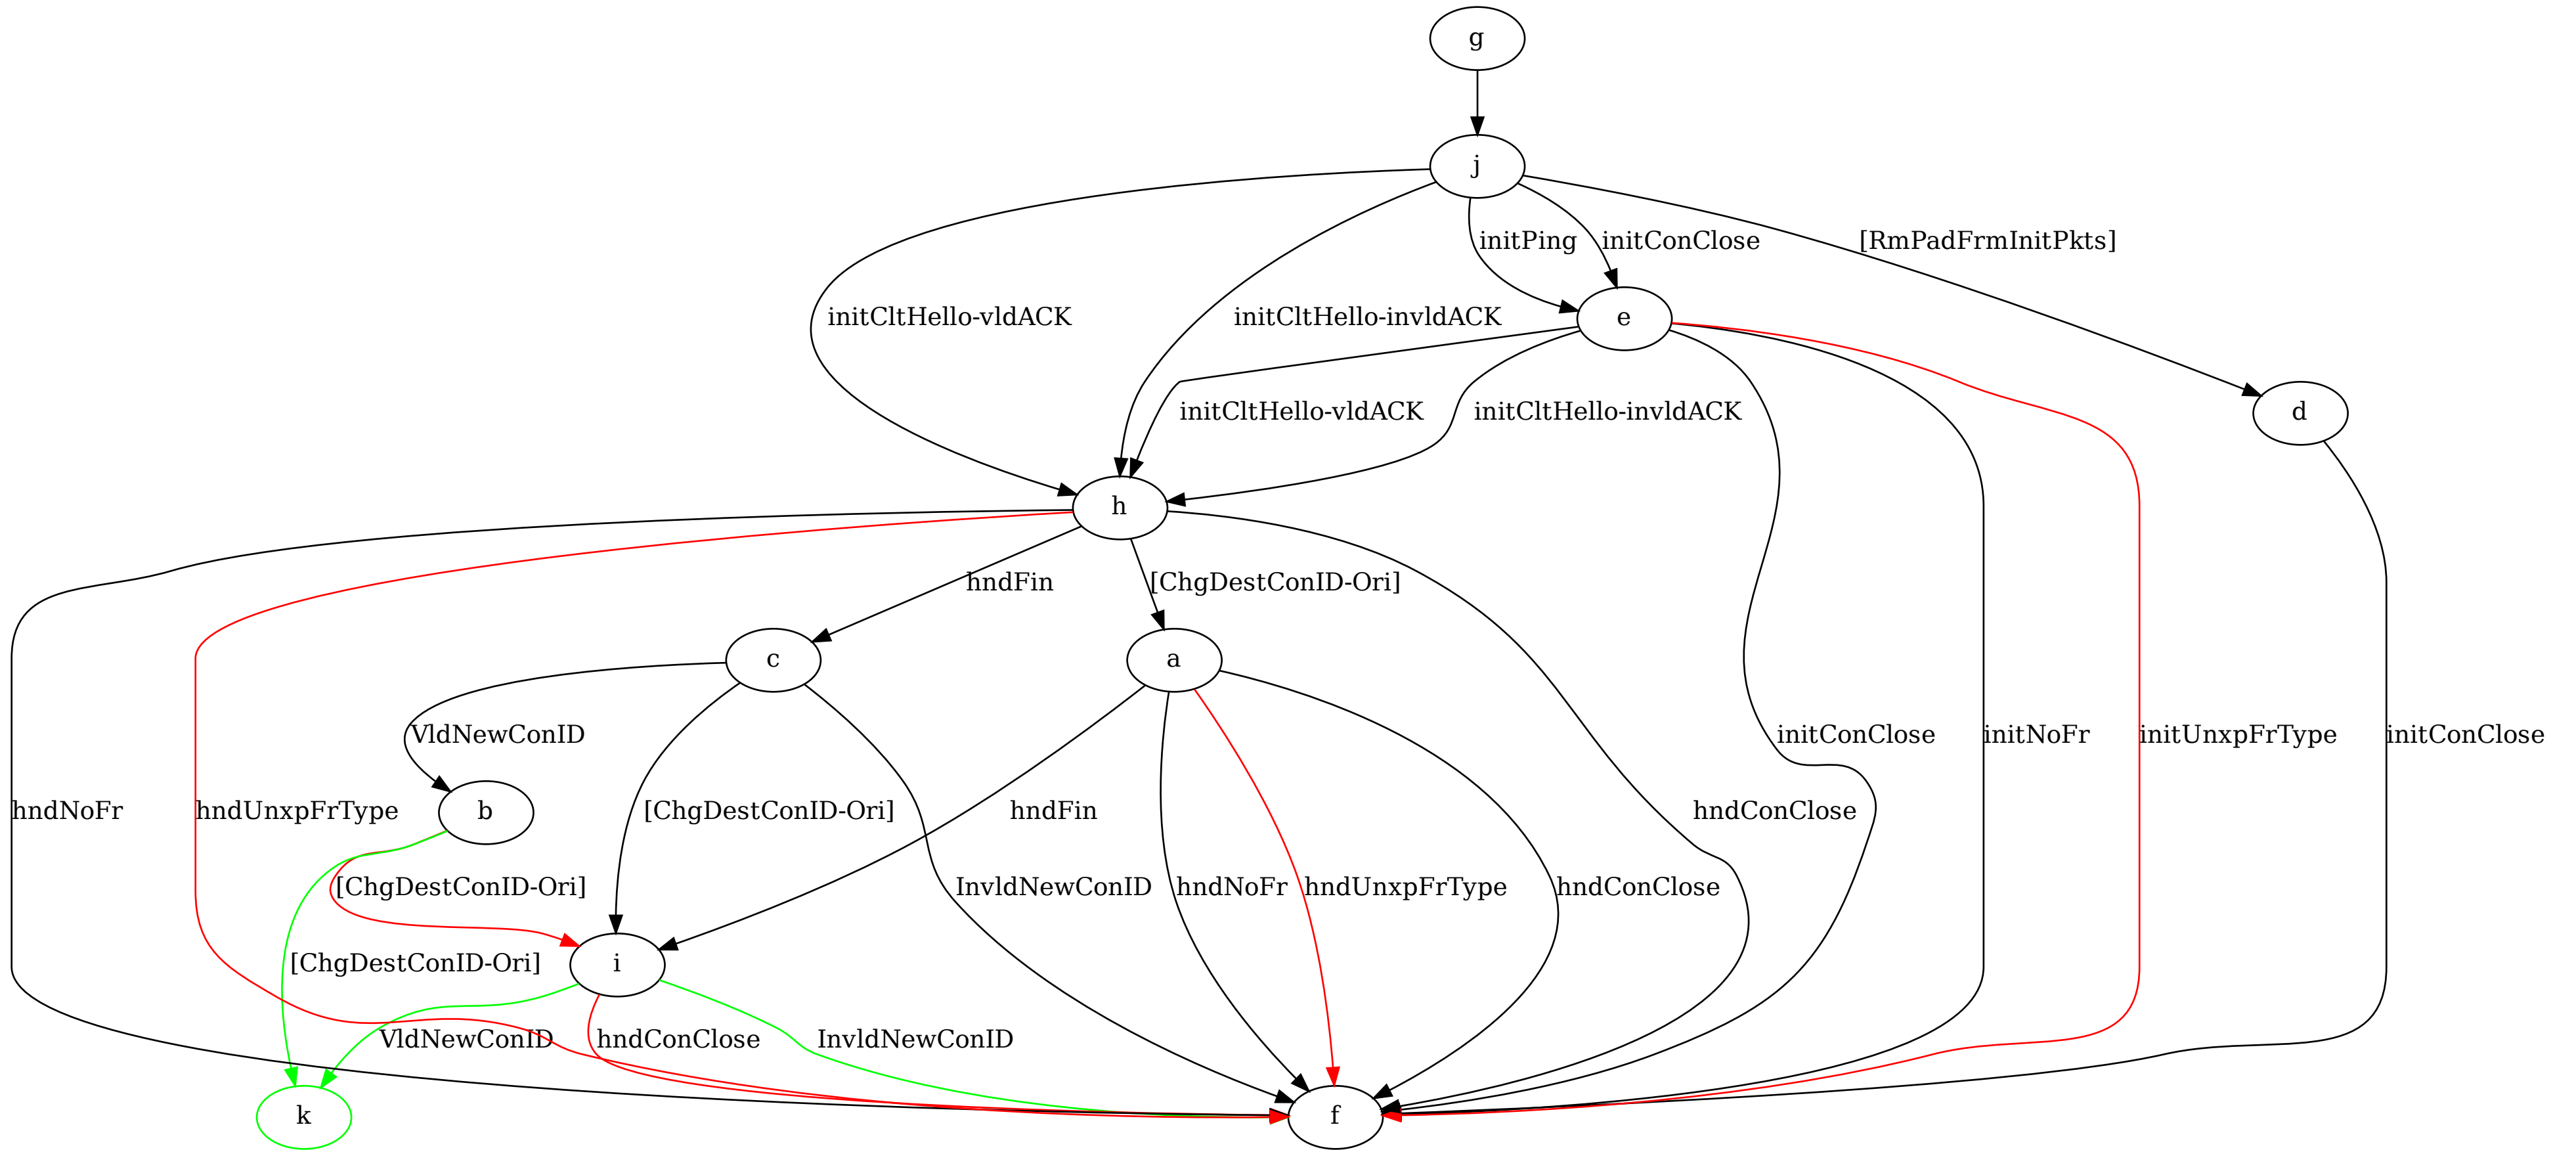 g
j
initPing
initConClose
[RmPadFrmInitPkts]
initCltHello-vldACK
initCltHello-invldACK
e
initCltHello-vldACK
initCltHello-invldACK
d
h
hndFin
[ChgDestConID-Ori]
c
a
VldNewConID
initConClose
initNoFr
initUnxpFrType
initConClose
hndNoFr
hndUnxpFrType
b
[ChgDestConID-Ori]
hndFin
hndConClose
[ChgDestConID-Ori]
InvldNewConID
hndNoFr
hndUnxpFrType
hndConClose
[ChgDestConID-Ori]
i
VldNewConID
hndConClose
InvldNewConID
k
f